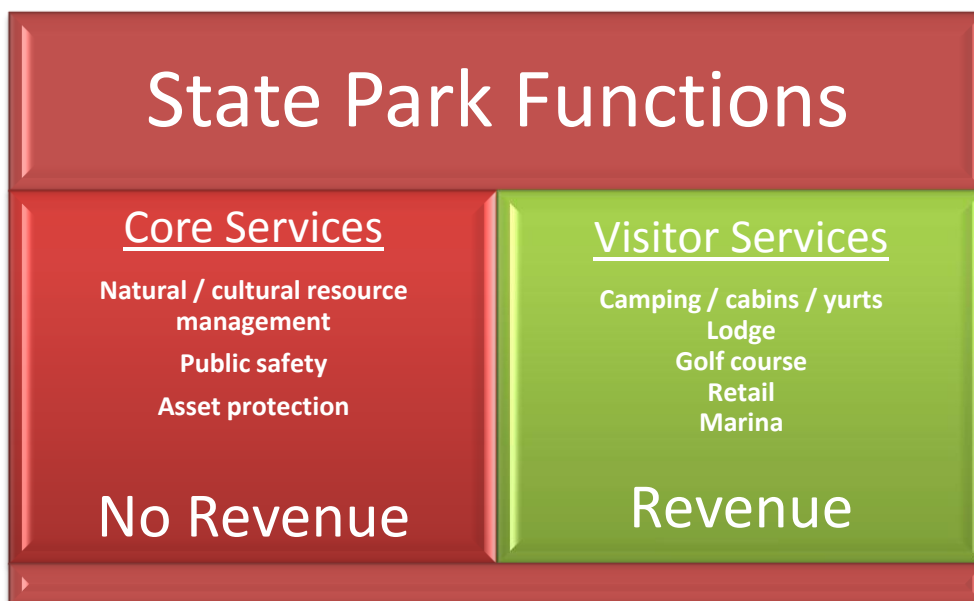 State Park Functions
Core Services
Natural / cultural resource
management
Public safety
Asset protection
No Revenue
Visitor Services
Camping / cabins / yurts
Lodge
Golf course
Retail
Marina
Revenue